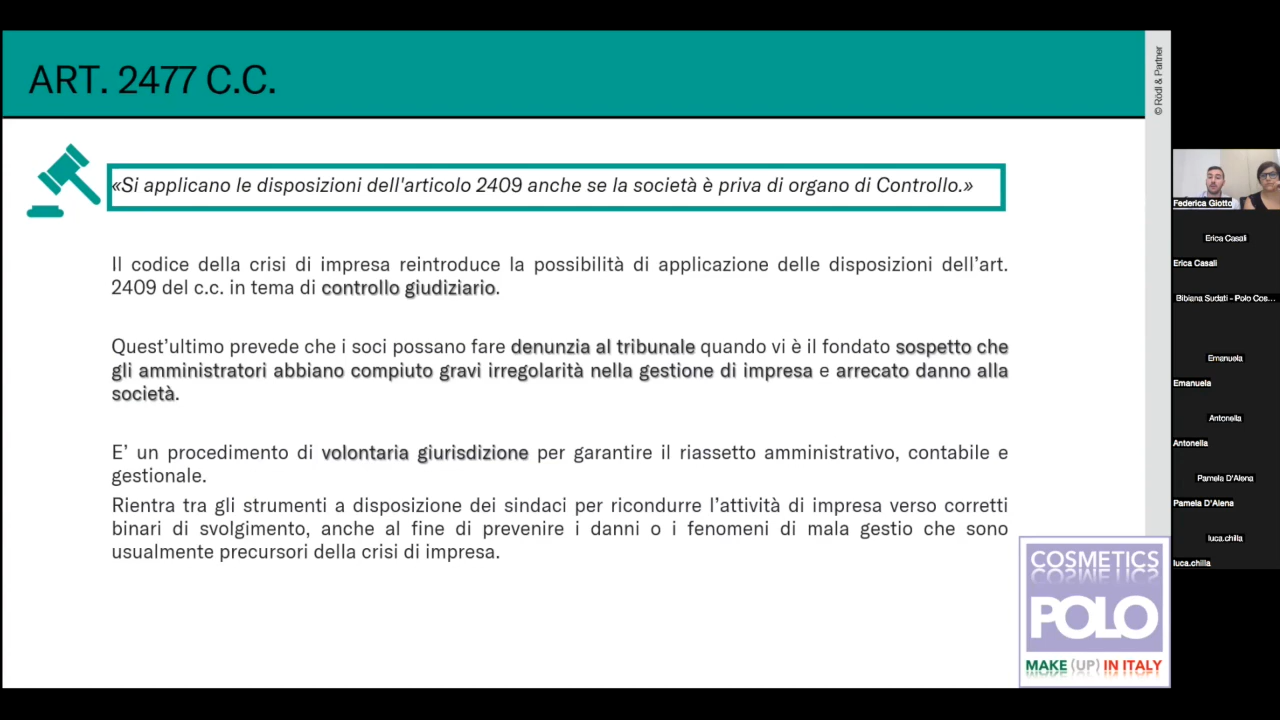 ART. 2477 C.C.
© Rödl & Partner
«Si applicano le disposizioni dell'articolo 2409 anche se la società è priva di organo di Controllo.»
Il codice della crisi di impresa reintroduce la possibilità di applicazione delle disposizioni dell’art.
2409 del c.c. in tema di controllo giudiziario.
Quest’ultimo prevede che i soci possano fare denunzia al tribunale quando vi è il fondato sospetto che
gli amministratori abbiano compiuto gravi irregolarità nella gestione di impresa e arrecato danno alla
società.
E’ un procedimento di volontaria giurisdizione per garantire il riassetto amministrativo, contabile e
gestionale.
Rientra tra gli strumenti a disposizione dei sindaci per ricondurre l’attività di impresa verso corretti
binari di svolgimento, anche al fine di prevenire i danni o i fenomeni di mala gestio che sono
usualmente precursori della crisi di impresa.
COSMETICS
POLO
MAKE (UP) IN ITALY
Federica Giotto
Erica Casali
Erica Casali
Bibiana Sudati - Polo Cos...
Emanuela
Emanuela
Antonella
Antonella
Pamela D'Alena
Pamela D'Alena
luca.chilla
luca.chilla